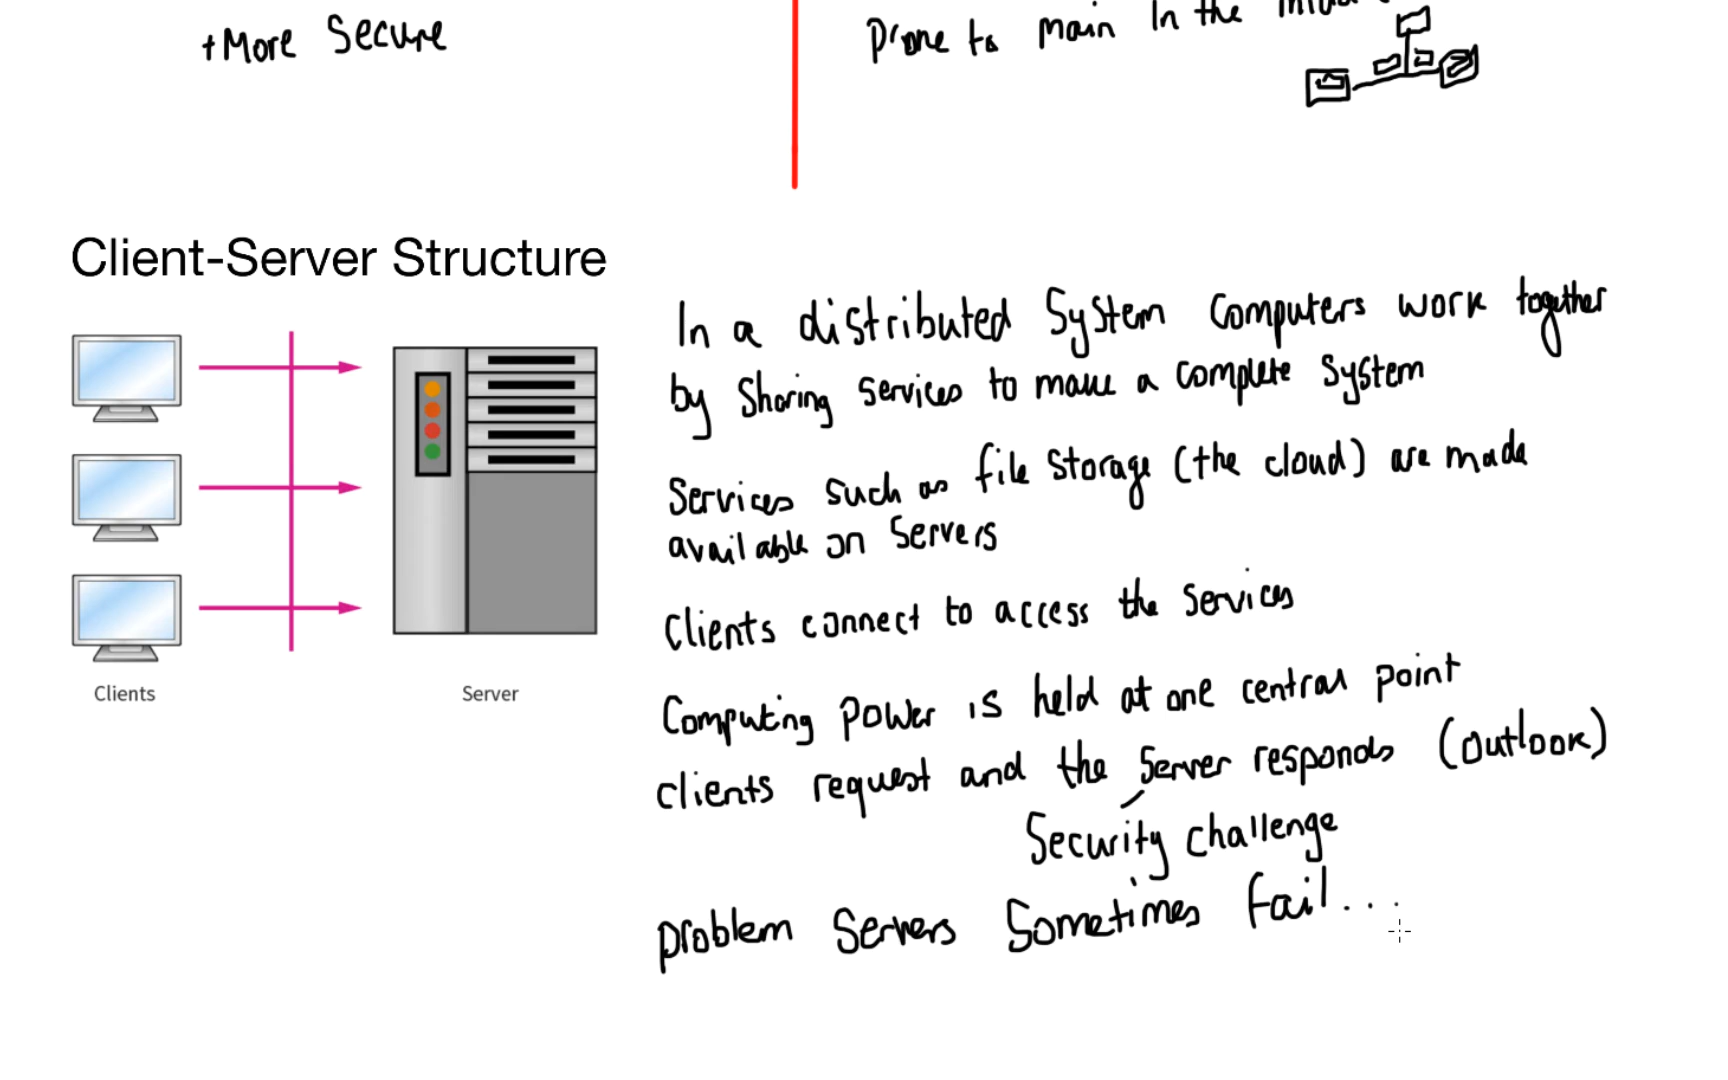 +More Secure
Prone to main In the
Client-Server Structure
In a distributed System Computers work together
by Sharing Services to make a complete System
Services such as file Storage (the cloud) are made
available on Servers
Clients connect to access the Services
Computing Power is held at one central point
clients request and the Server responds (outlook)
Security challenge
problem Servers Sometimes fail...
Clients
Server